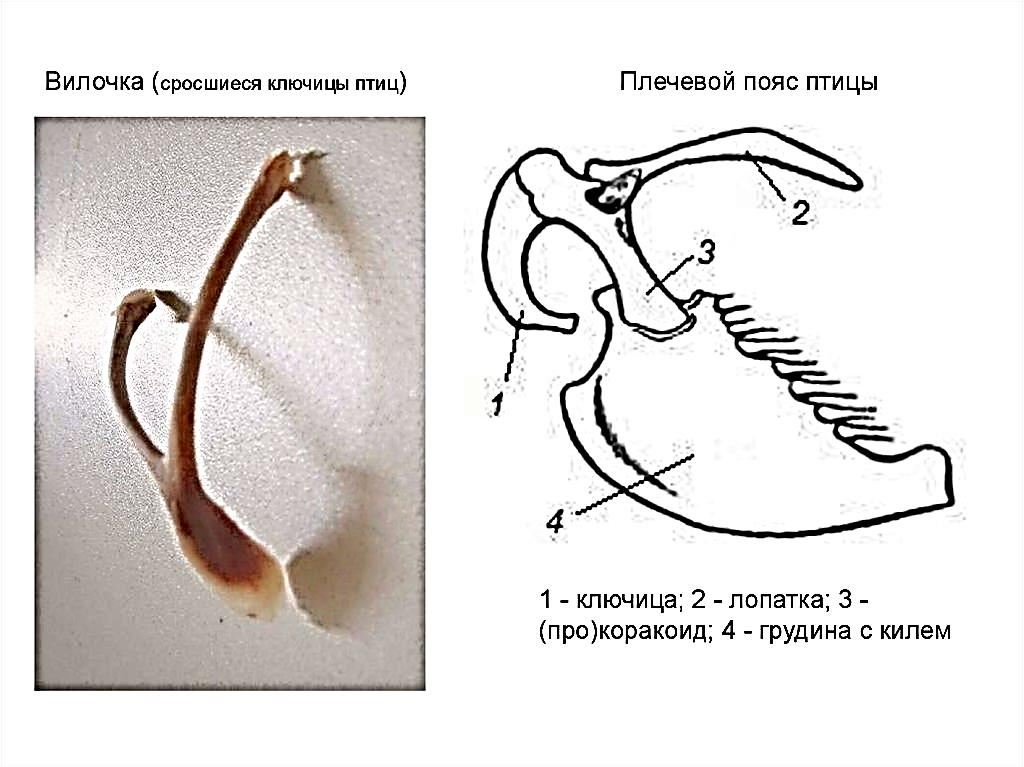 Вилочка (сросшиеся ключицы птиц)
Плечевой пояс птицы
2
3
1
4
1 - ключица; 2 - лопатка; 3 -
(про)коракоид; 4 - грудина с килем